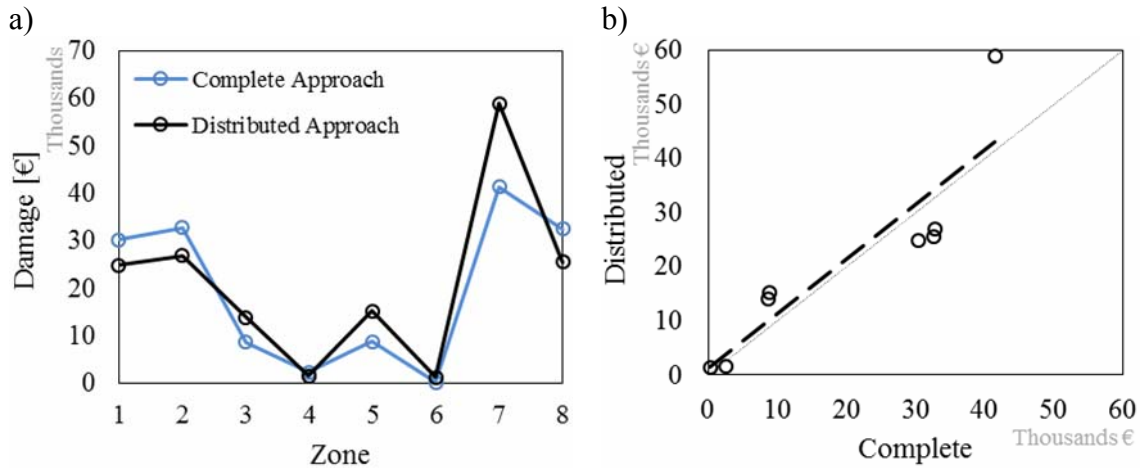 a)
Thousands
Damage [€]
70
60
50
40
30
20
10
0
Complete Approach
Distributed Approach
1 2 3 4 5 6 7 8
Zone
b)
Thousands €
Distributed
60
50
40
30
20
10
0
0 10 20 30 40 50 60
Complete
Thousands €